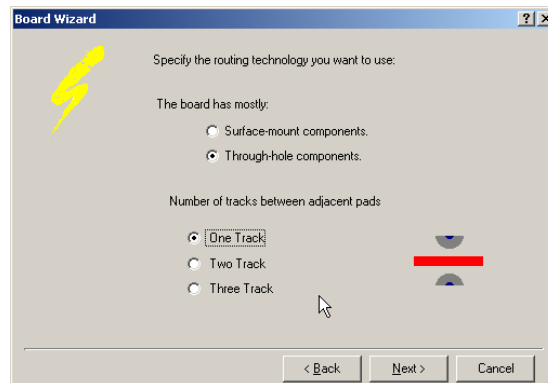 Board Wizard
Specify the routing technology you want to use:
The board has mostly:
Surface-mount components.
Through-hole components.
Number of tracks between adjacent pads
One Track
Two Track
Three Track
< Back Next > Cancel